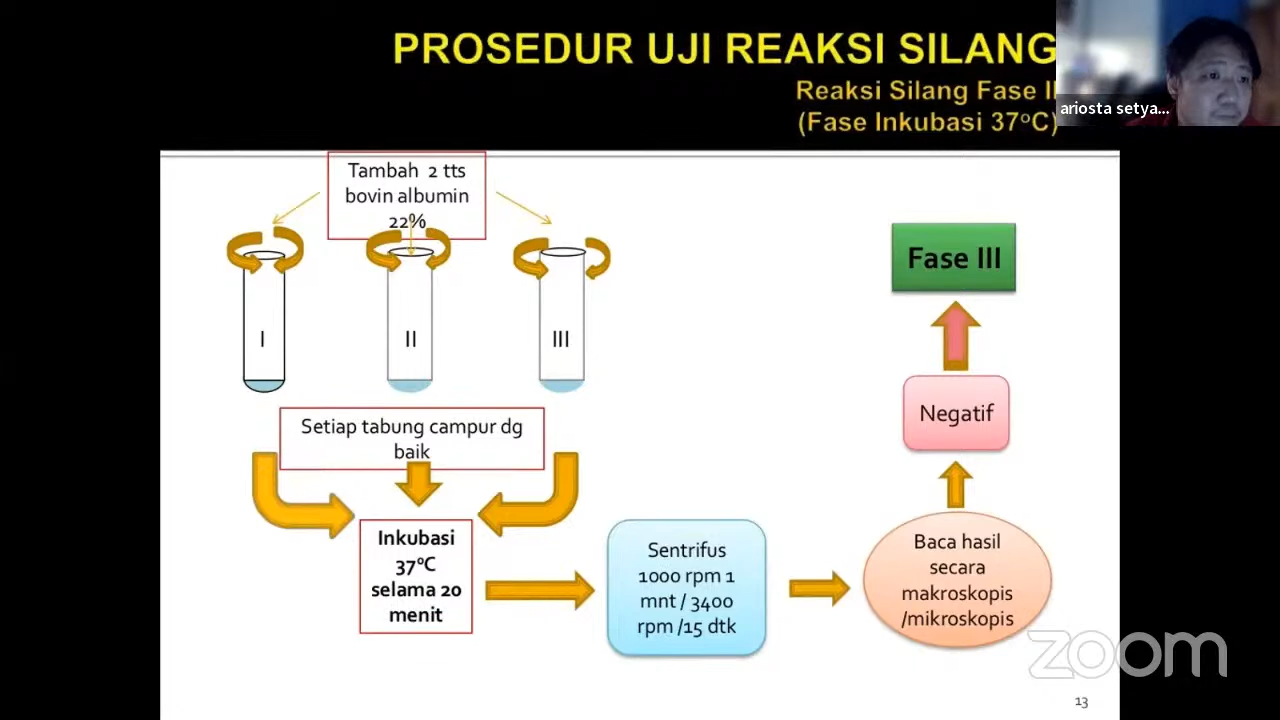 PROSEDUR UJI REAKSI SILANG
Reaksi Silang Fase II
(Fase Inkubasi 37°C)
ariosta setya...
Tambah 2 tts
bovin albumin
22%
I
II
III
Setiap tabung campur dg
baik
Inkubasi
37°C
selama 20
menit
Sentrifus
1000 rpm 1
mnt / 3400
rpm /15 dtk
Baca hasil
secara
makroskopis
/mikroskopis
Negatif
Fase III
zoom
13